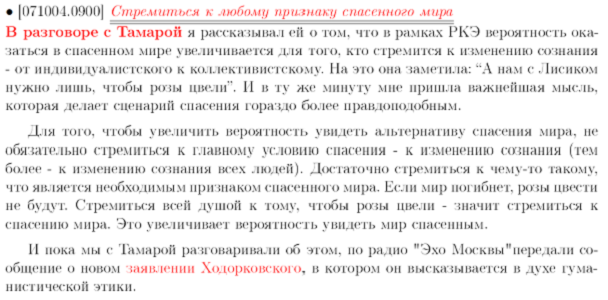 • [071004.0900] Стремиться к любому признаку спасенного мира
В разговоре с Тамарой я рассказывал ей о том, что в рамках РКЭ вероятность ока-
заться в спасенном мире увеличивается для того, кто стремится к изменению сознания
- от индивидуалистского к коллективистскому. На это она заметила: “А нам с Лисиком
нужно лишь, чтобы розы цвели”. И в ту же минуту мне пришла важнейшая мысль,
которая делает сценарий спасения гораздо более правдоподобным.
Для того, чтобы увеличить вероятность увидеть альтернативу спасения мира, не
обязательно стремиться к главному условию спасения - к изменению сознания (тем
более - к изменению сознания всех людей). Достаточно стремиться к чему-то такому,
что является необходимым признаком спасенного мира. Если мир погибнет, розы цвести
не будут. Стремиться всей душой к тому, чтобы розы цвели - значит стремиться к
спасению мира. Это увеличивает вероятность увидеть мир спасенным.
И пока мы с Тамарой разговаривали об этом, по радио "Эхо Москвы"передали со-
общение о новом заявлении Ходорковского, в котором он высказывается в духе гума-
нистической этики.